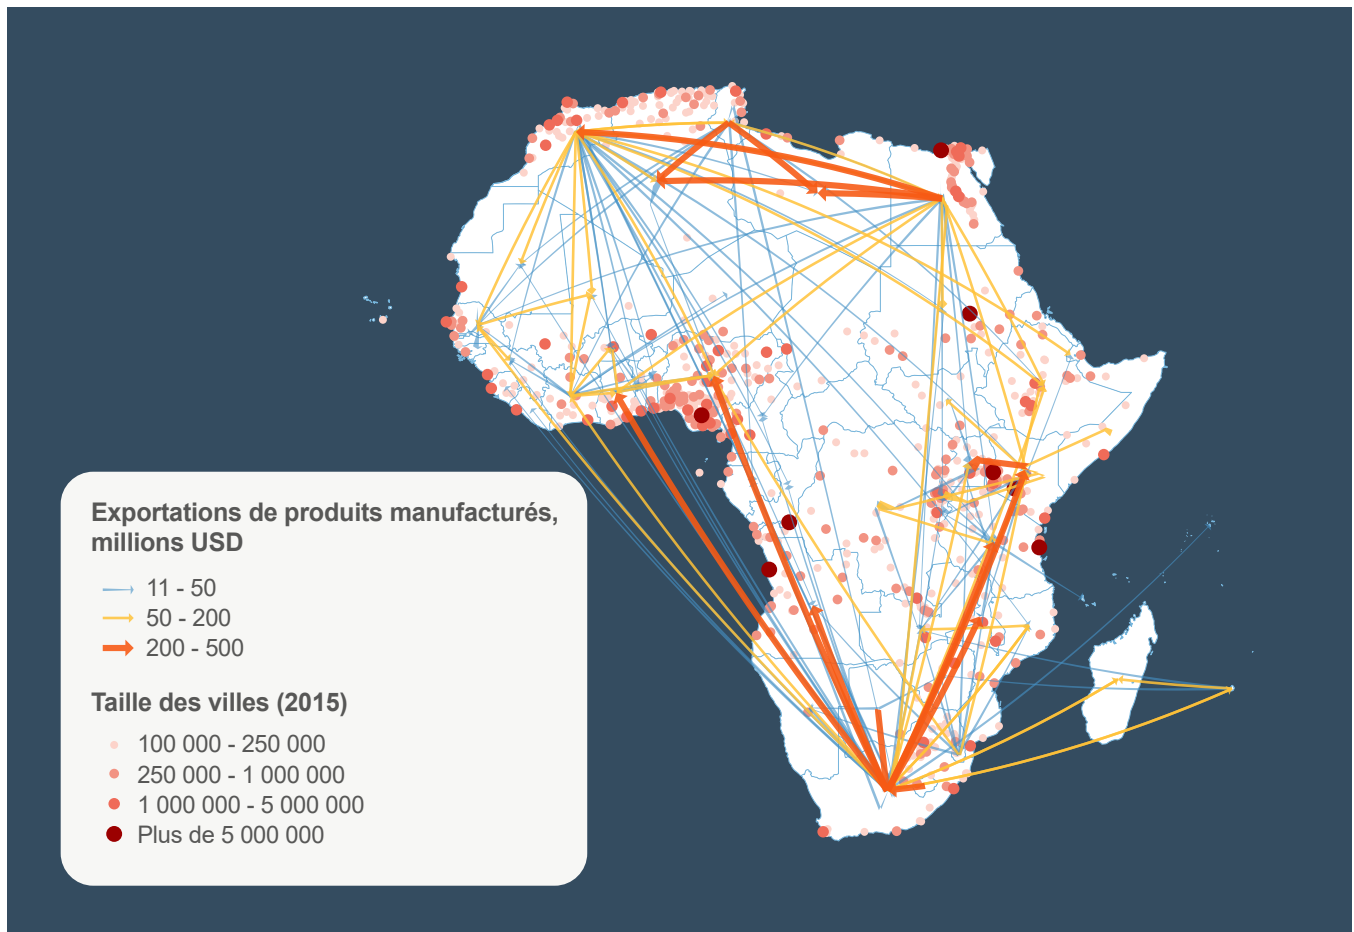 Exportations de produits manufacturés,
millions USD
11 - 50
50 - 200
200 - 500
Taille des villes (2015)
100 000 - 250 000
250 000 - 1 000 000
1 000 000 - 5 000 000
Plus de 5 000 000